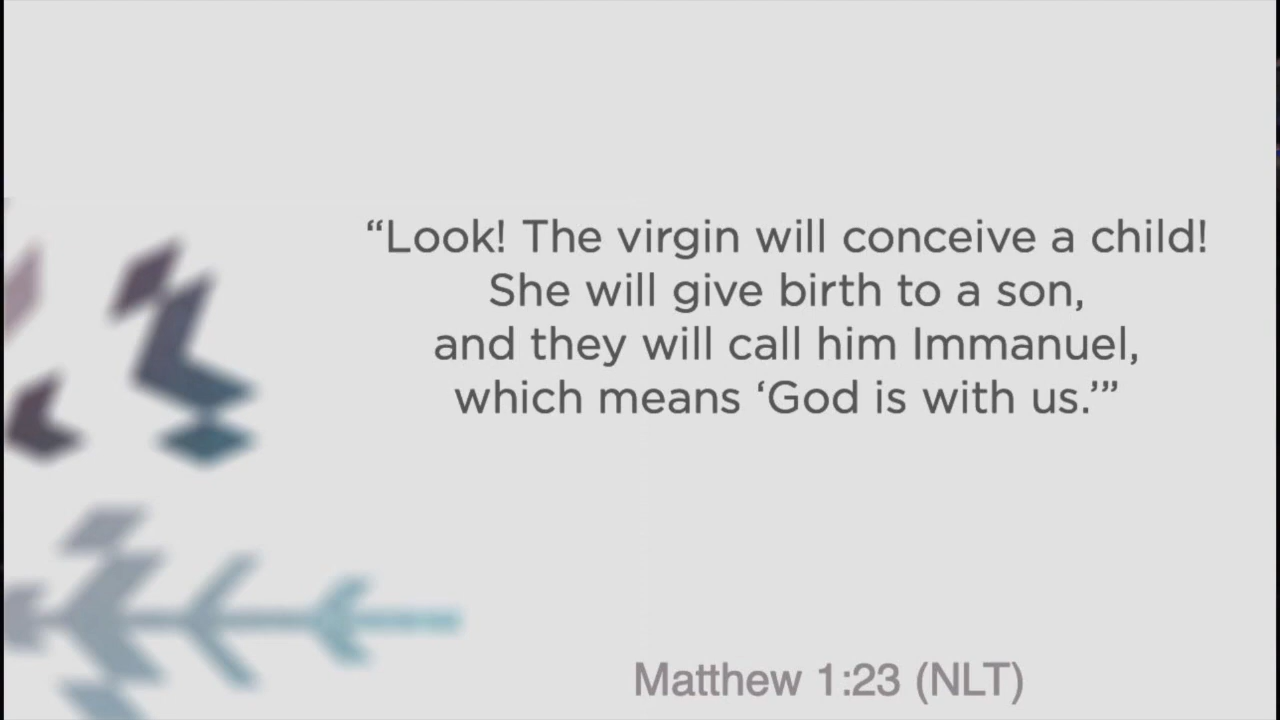 “Look! The virgin will conceive a child!
She will give birth to a son,
and they will call him Immanuel,
which means ‘God is with us.’”
Matthew 1:23 (NLT)